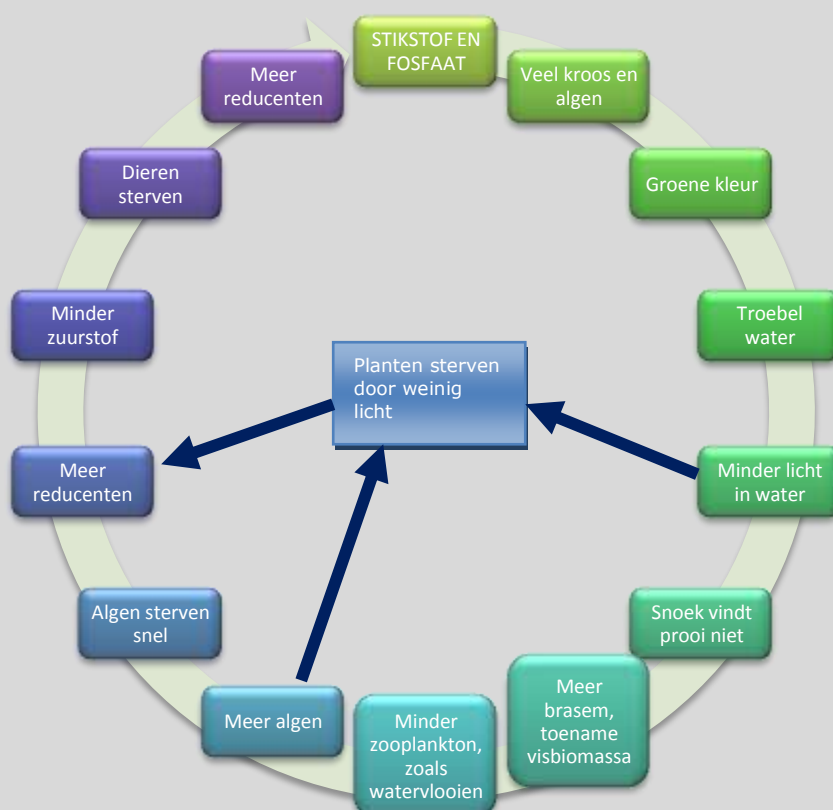 STIKSTOF EN
FOSFAAT
Veel kroos en
algen
Groene kleur
Troebel
water
Minder licht
in water
Snoek vindt
prooi niet
Meer
brasem,
toename
visbiomassa
Minder
zooplankton,
zoals
watervlooien
Meer algen
Algen sterven
snel
Meer
reducenten
Minder
zuurstof
Dieren
sterven
Meer
reducenten
Planten sterven
door weinig
licht